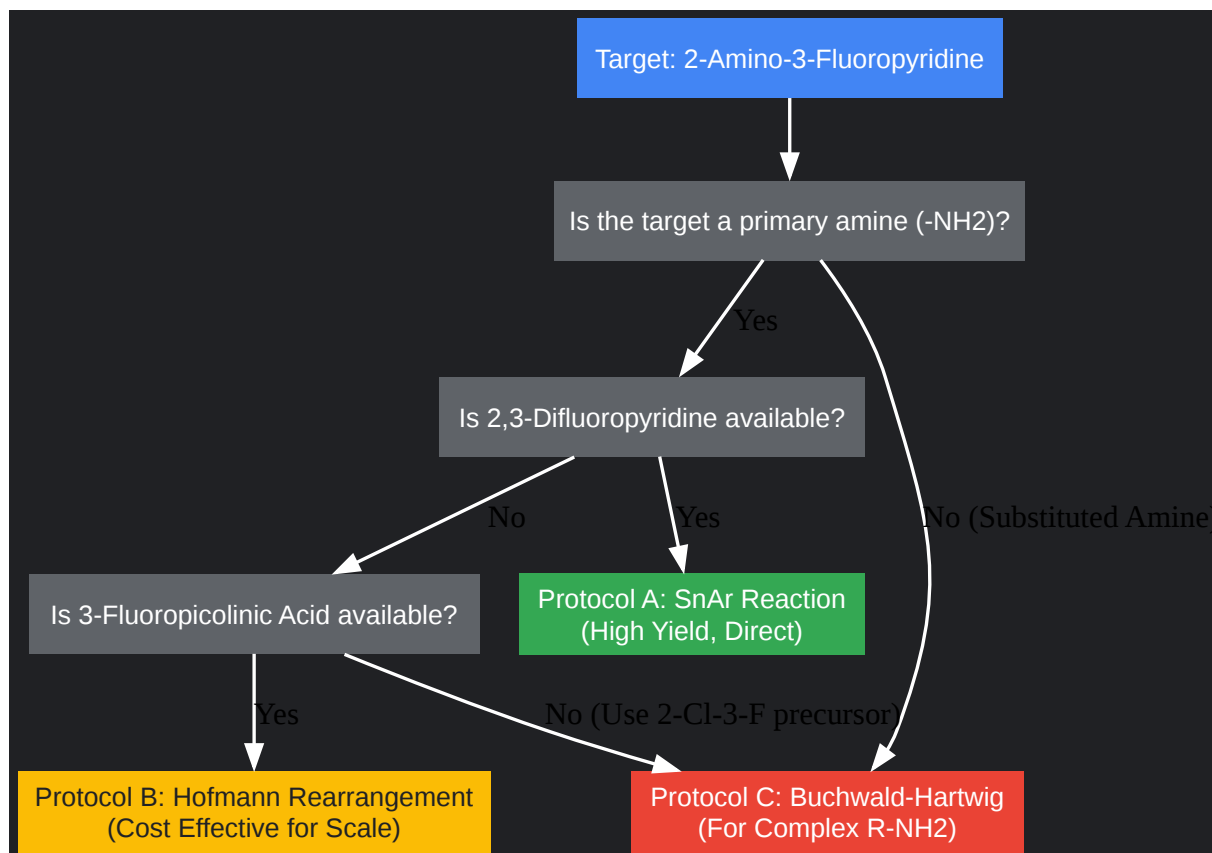 Target: 2-Amino-3-Fluoropyridine
Is the target a primary amine (-NH2)?
Yes
No (Substituted Amine)
Is 2,3-Difluoropyridine available?
No
Yes
Is 3-Fluoropicolinic Acid available?
Protocol A: SnAr Reaction
(High Yield, Direct)
Yes
No (Use 2-Cl-3-F precursor)
Protocol B: Hofmann Rearrangement
(Cost Effective for Scale)
Protocol C: Buchwald-Hartwig
(For Complex R-NH2)